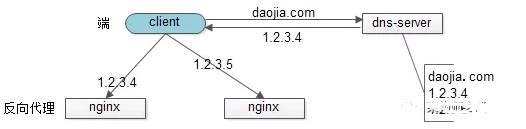 端
client
daojia.com
1.2.3.4
dns-server
1.2.3.4
1.2.3.5
daojia.com
1.2.3.4
反向代理
nginx
nginx